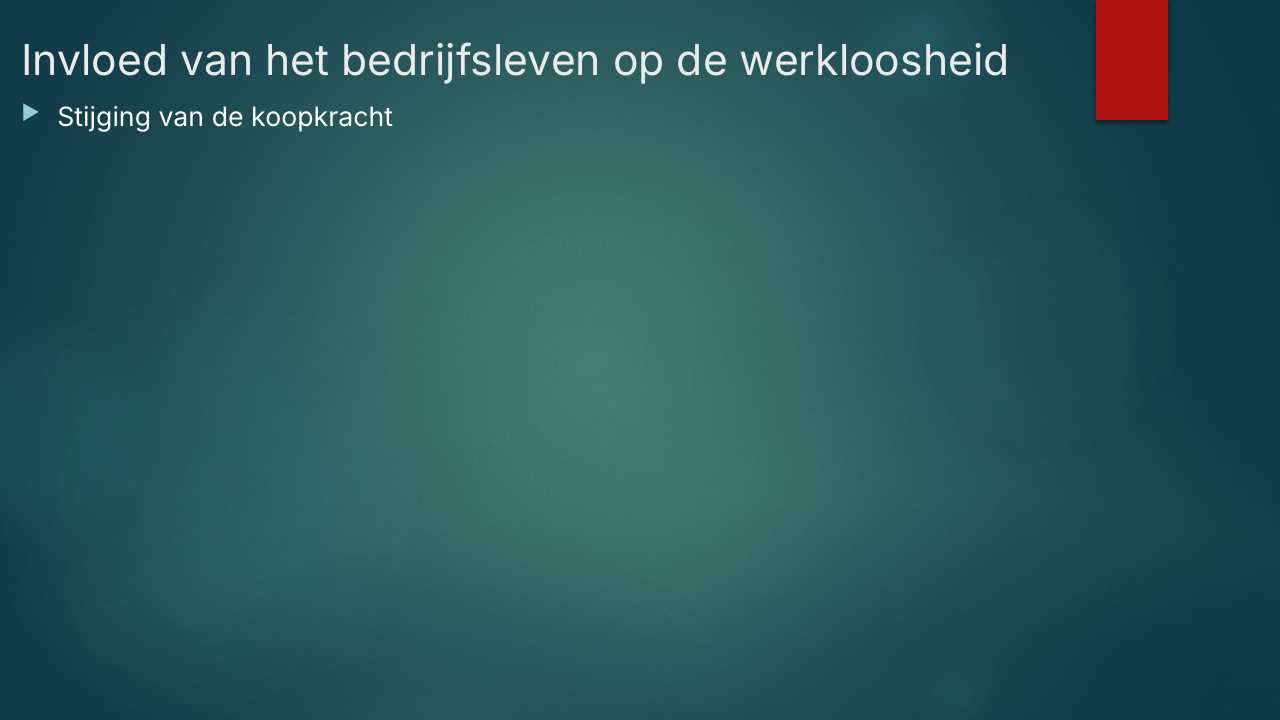 Invloed van het bedrijfsleven op de werkloosheid
Stijging van de koopkracht